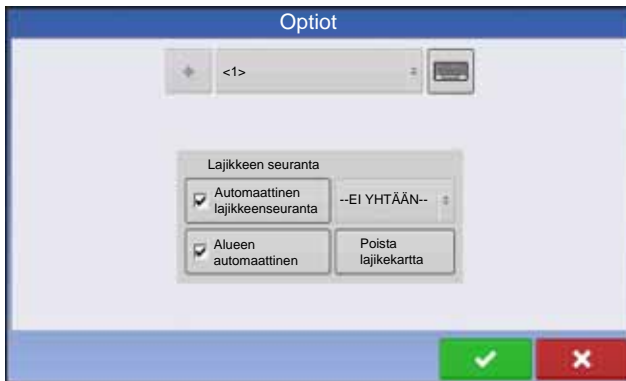 Optiot
<1>
Lajikkeen seuranta
Automaattinen
lajikkeenseuranta
--EI YHTÄÄN--
Alueen
automaattinen
Poista
lajikekartta